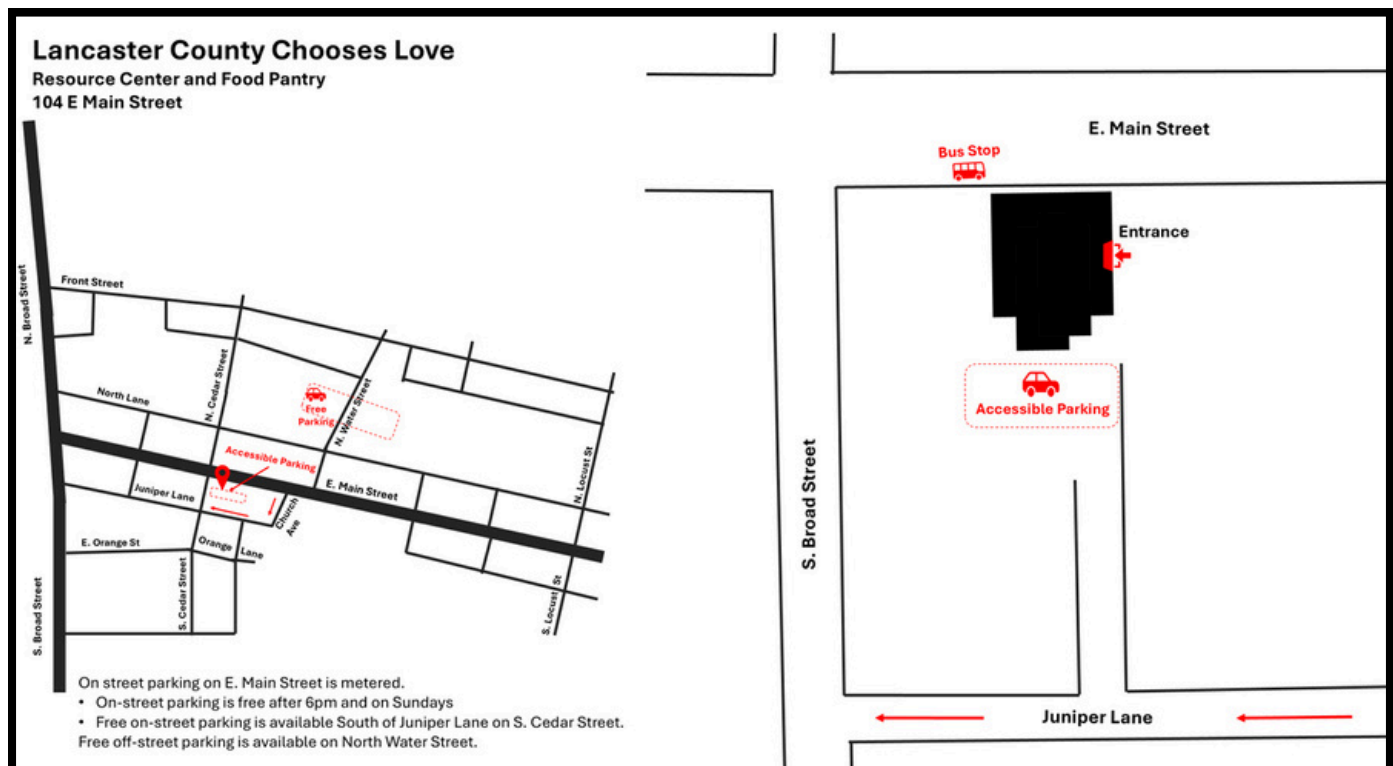 Lancaster County Chooses Love
Resource Center and Food Pantry
104 E Main Street
N. Broad Street
Front Street
North Lane
N. Cedar Street
Free
Parking
N. Water Street
Accessible Parking
E. Main Street
N. Locust St
Juniper Lane
Church
Ave
E. Orange St
Orange Lane
S. Cedar Street
S. Broad Street
S. Locust St
On street parking on E. Main Street is metered.
• On-street parking is free after 6pm and on Sundays
• Free on-street parking is available South of Juniper Lane on S. Cedar Street.
Free off-street parking is available on North Water Street.
E. Main Street
Bus Stop
Entrance
Accessible Parking
S. Broad Street
Juniper Lane